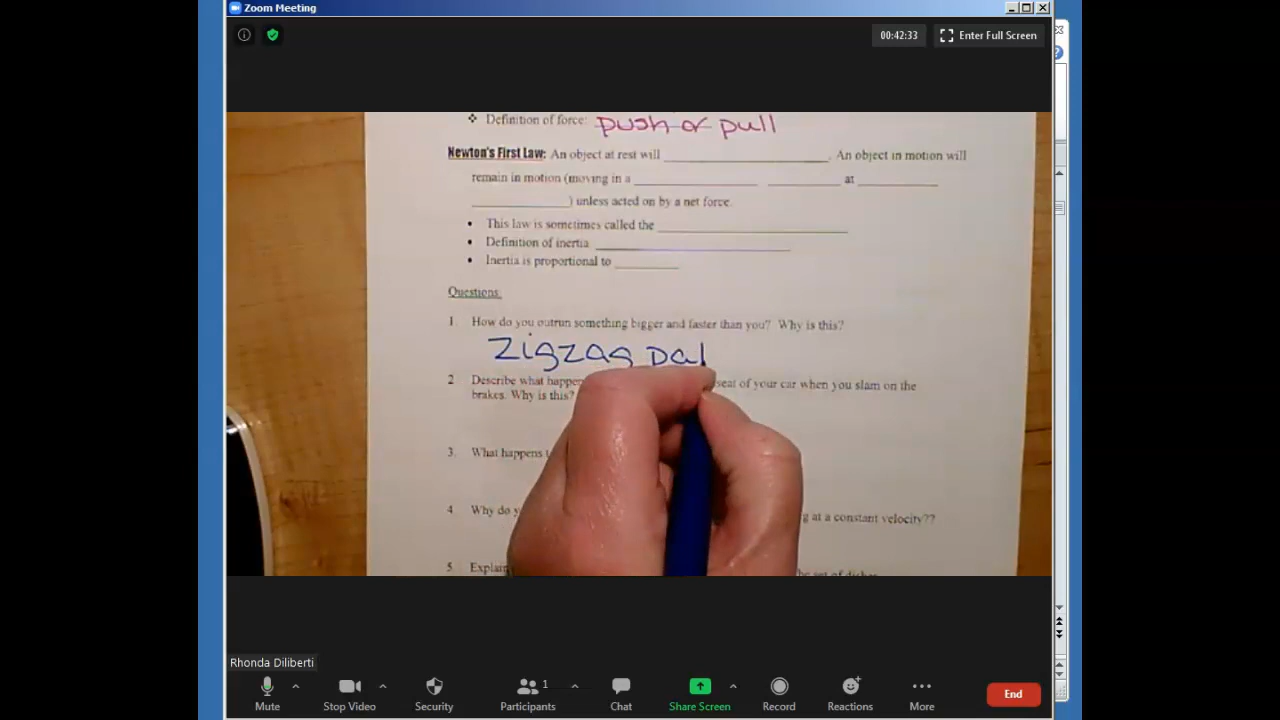 Zoom Meeting
00:42:33
Enter Full Screen
Definition of force: push or pull
Newton's First Law: An object at rest will ____. An object in motion will
remain in motion (moving in a ____ ____ at ____
____) unless acted on by a net force.
This law is sometimes called the ____
Definition of inertia ____
Inertia is proportional to ____
Questions:
1. How do you outrun something bigger and faster than you? Why is this?
Zigzag
2 Describe what happen seat of your car when you slam on the
brakes. Why is this?
3. What happens
4. Why do y g at a constant velocity??
5. Explain
Rhonda Diliberti
Mute Stop Video Security Participants 1 Chat Share Screen Record Reactions More End